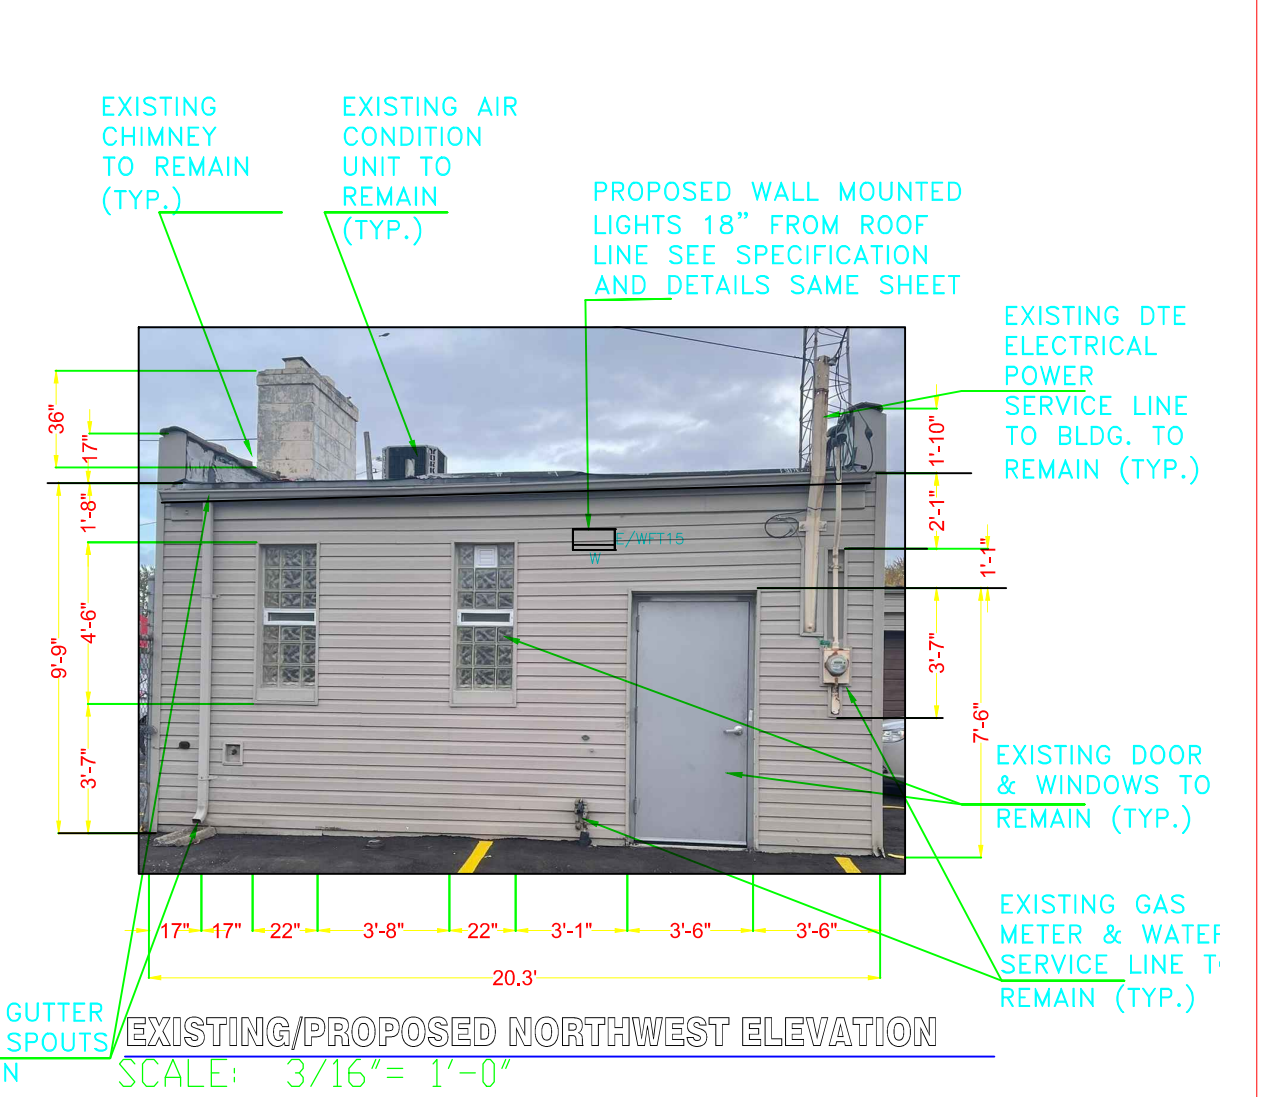 EXISTING
CHIMNEY
TO REMAIN
(TYP.)
EXISTING AIR
CONDITION
UNIT TO
REMAIN
(TYP.)
PROPOSED WALL MOUNTED
LIGHTS 18" FROM ROOF
LINE SEE SPECIFICATION
AND DETAILS SAME SHEET
EXISTING DTE
ELECTRICAL
POWER
SERVICE LINE
TO BLDG. TO
REMAIN (TYP.)
36"
17"
1'-8"
4'-6"
9'-9"
3'-7"
YORK
E/WFT15
W
1'-10"
2'-1"
1'-1"
3'-7"
7'-6"
EXISTING DOOR
& WINDOWS TO
REMAIN (TYP.)
EXISTING GAS
METER & WATER
SERVICE LINE TO
REMAIN (TYP.)
17" 17" 22" 3'-8" 22" 3'-1" 3'-6" 3'-6"
20.3'
GUTTER
SPOUTS
N
EXISTING/PROPOSED NORTHWEST ELEVATION
SCALE: 3/16"= 1'-0"